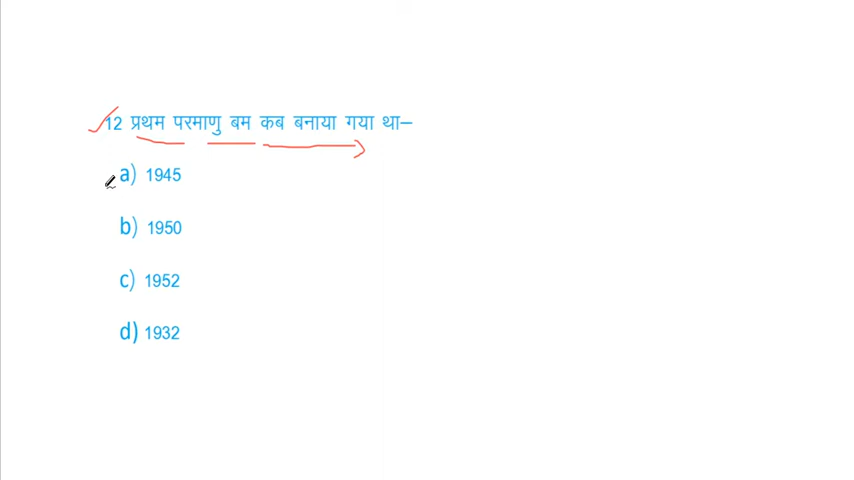 12 प्रथम परमाणु बम कब बनाया गया था–
a) 1945
b) 1950
c) 1952
d) 1932